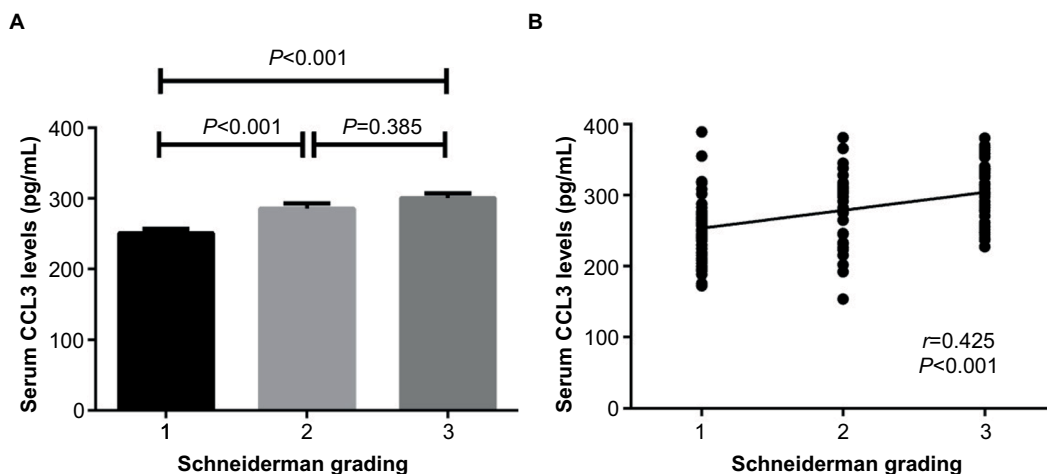 A
P<0.001
P<0.001
P=0.385
Serum CCL3 levels (pg/mL)
400
300
200
100
0
1
2
3
Schneiderman grading
B
Serum CCL3 levels (pg/mL)
400
300
200
100
0
r=0.425
P<0.001
1
2
3
Schneiderman grading